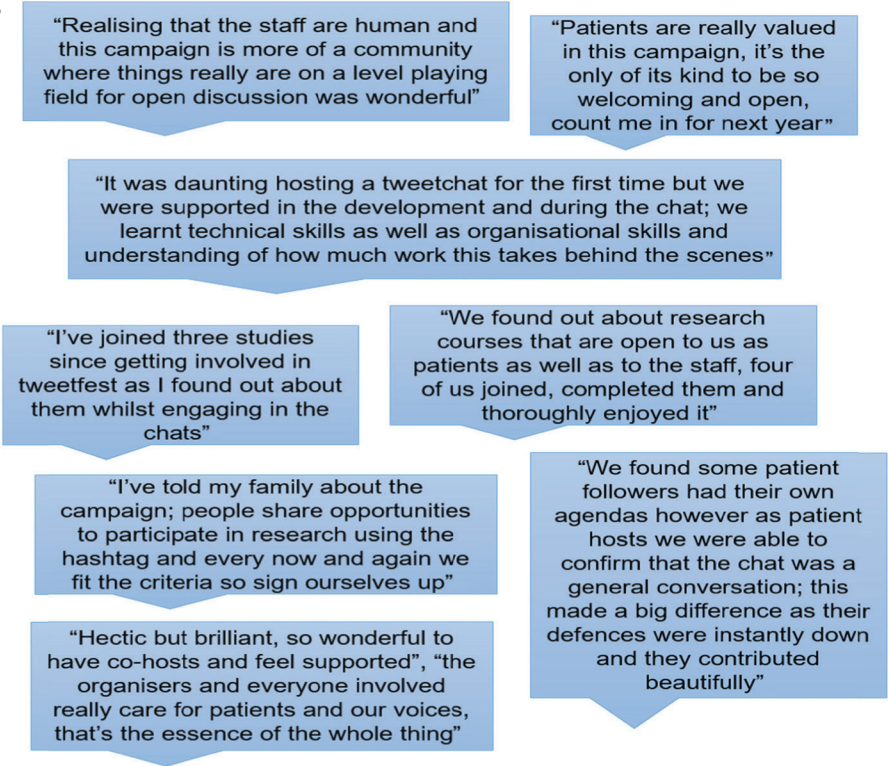 “Realising that the staff are human and
this campaign is more of a community
where things really are on a level playing
field for open discussion was wonderful”
“Patients are really valued
in this campaign, it’s the
only of its kind to be so
welcoming and open,
count me in for next year”
“It was daunting hosting a tweetchat for the first time but we
were supported in the development and during the chat; we
learnt technical skills as well as organisational skills and
understanding of how much work this takes behind the scenes”
“I’ve joined three studies
since getting involved in
tweetfest as I found out about
them whilst engaging in the
chats”
“We found out about research
courses that are open to us as
patients as well as to the staff, four
of us joined, completed them and
thoroughly enjoyed it”
“I’ve told my family about the
campaign; people share opportunities
to participate in research using the
hashtag and every now and again we
fit the criteria so sign ourselves up”
“We found some patient
followers had their own
agendas however as patient
hosts we were able to
confirm that the chat was a
general conversation; this
made a big difference as their
defences were instantly down
and they contributed
beautifully”
“Hectic but brilliant, so wonderful to
have co-hosts and feel supported”, “the
organisers and everyone involved
really care for patients and our voices,
that’s the essence of the whole thing”